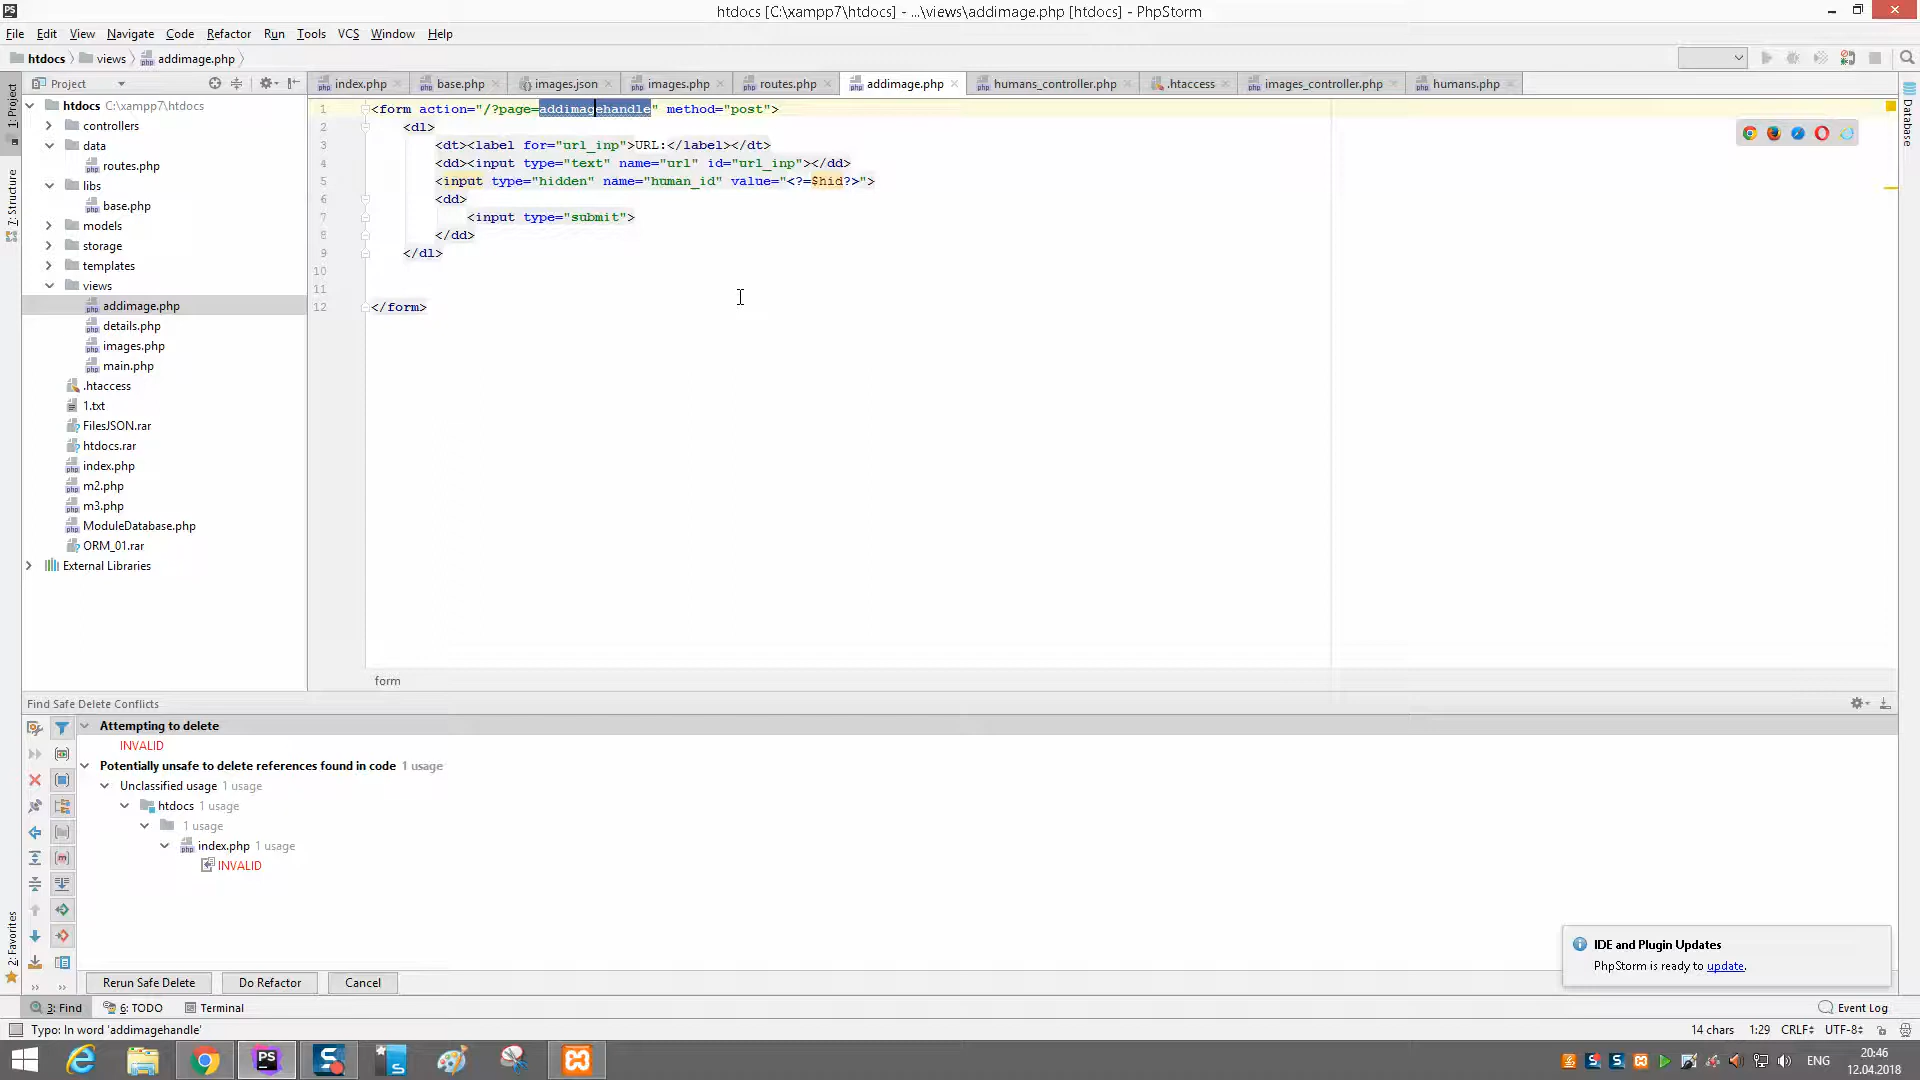 htdocs [C:\xampp7\htdocs] - ...\views\addimage.php [htdocs] - PhpStorm
File Edit View Navigate Code Refactor Run Tools VCS Window Help
htdocs views addimage.php
Project
index.php base.php images.json images.php routes.php addimage.php humans_controller.php .htaccess images_controller.php humans.php
1: Project
7: Structure
2: Favorites
Database
htdocs C:\xampp7\htdocs
controllers
data
routes.php
libs
base.php
models
storage
templates
views
addimage.php
details.php
images.php
main.php
.htaccess
1.txt
FilesJSON.rar
htdocs.rar
index.php
m2.php
m3.php
ModuleDatabase.php
ORM_01.rar
External Libraries
1 <form action="/?page=addimagehandle" method="post">
2 <dl>
3 <dt><label for="url_inp">URL:</label></dt>
4 <dd><input type="text" name="url" id="url_inp"></dd>
5 <input type="hidden" name="human_id" value="<?=$hid?>">
6 <dd>
7 <input type="submit">
8 </dd>
9 </dl>
10
11
12 </form>
form
Find Safe Delete Conflicts
Attempting to delete
INVALID
Potentially unsafe to delete references found in code 1 usage
Unclassified usage 1 usage
htdocs 1 usage
1 usage
index.php 1 usage
INVALID
IDE and Plugin Updates
PhpStorm is ready to update.
Rerun Safe Delete Do Refactor Cancel
3: Find 6: TODO Terminal Event Log
Typo: In word 'addimagehandle' 14 chars 1:29 CRLF UTF-8
ENG
20:46
12.04.2018